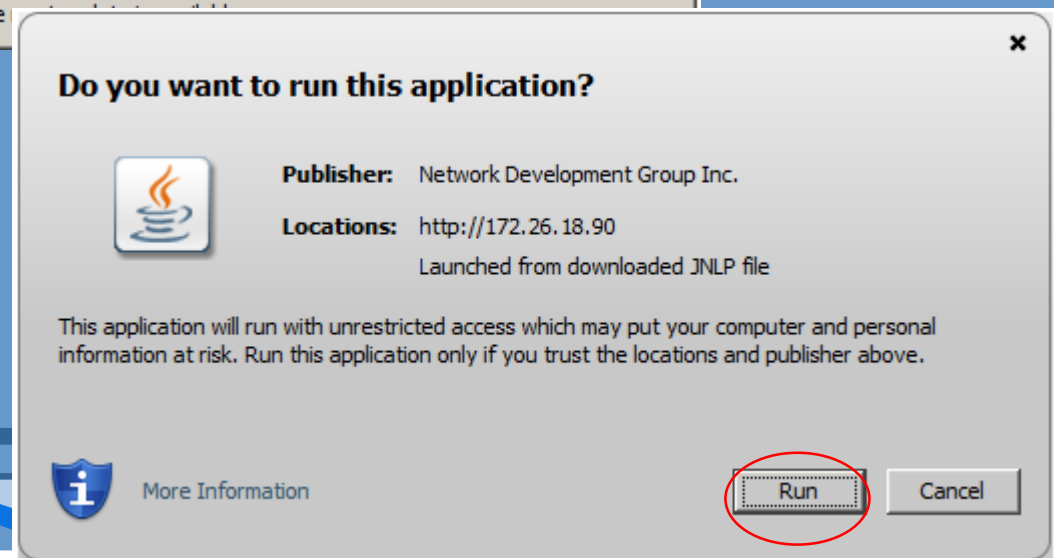 Do you want to run this application?
Publisher: Network Development Group Inc.
Locations: http://172.26.18.90
Launched from downloaded JNLP file
This application will run with unrestricted access which may put your computer and personal
information at risk. Run this application only if you trust the locations and publisher above.
More Information
Run Cancel